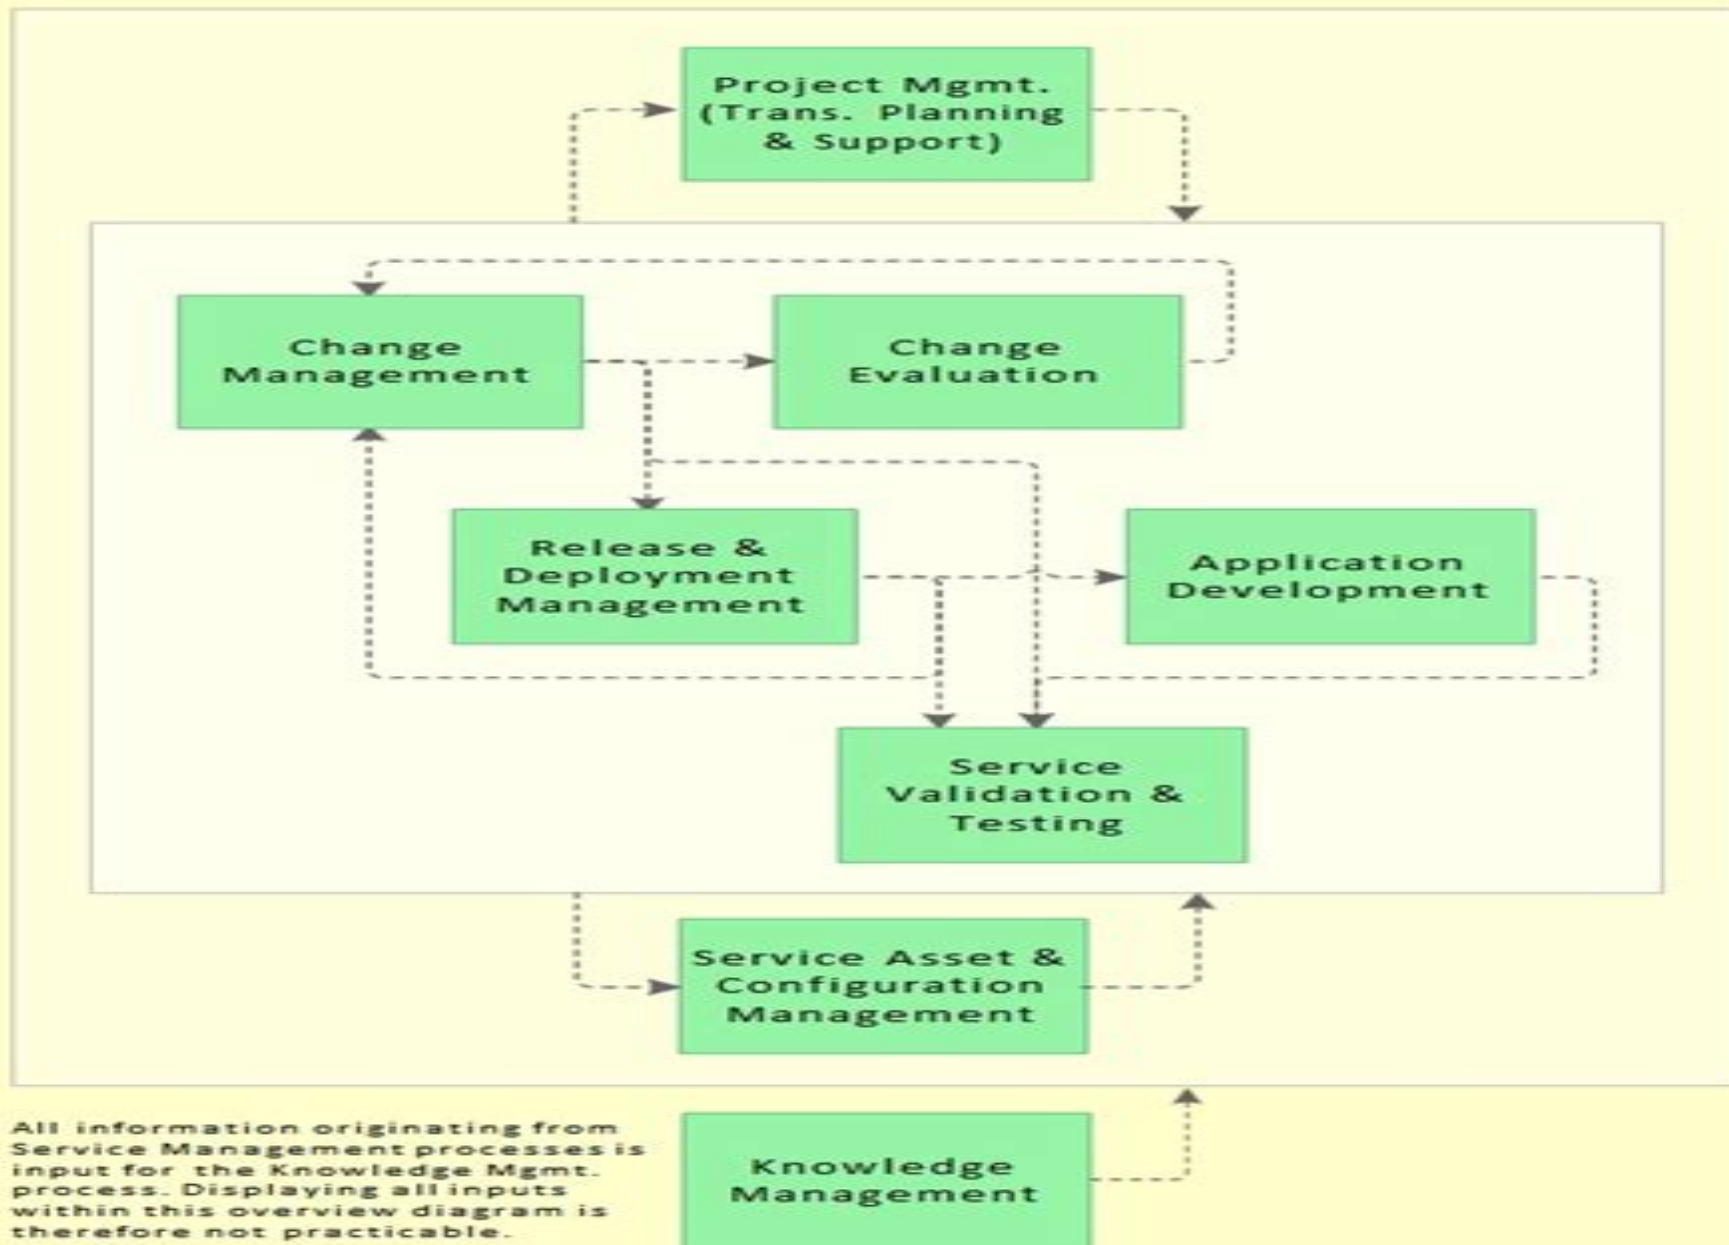 Project Mgmt.
(Trans. Planning
& Support)
Change
Management
Change
Evaluation
Release &
Deployment
Management
Application
Development
Service
Validation &
Testing
Service Asset &
Configuration
Management
All information originating from
Service Management processes is
input for the Knowledge Mgmt.
process. Displaying all inputs
within this overview diagram is
therefore not practicable.
Knowledge
Management